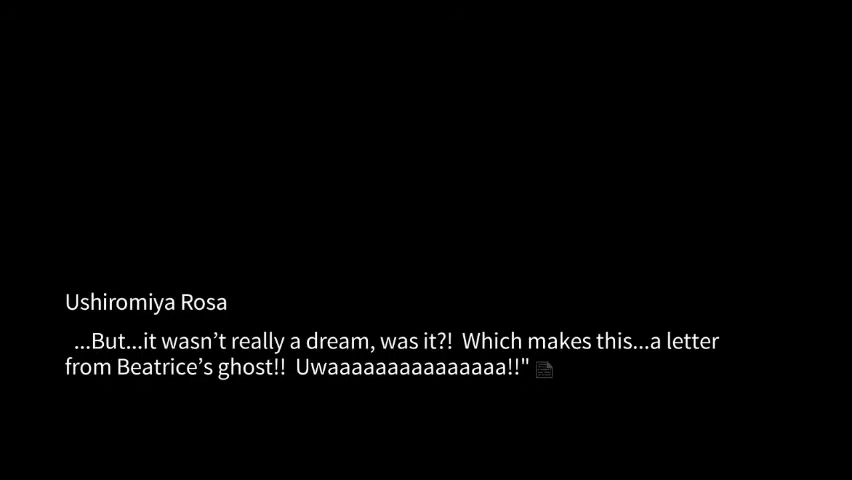 Ushiromiya Rosa
...But...it wasn’t really a dream, was it?!  Which makes this...a letter
from Beatrice’s ghost!!  Uwaaaaaaaaaaaaaaa!!"